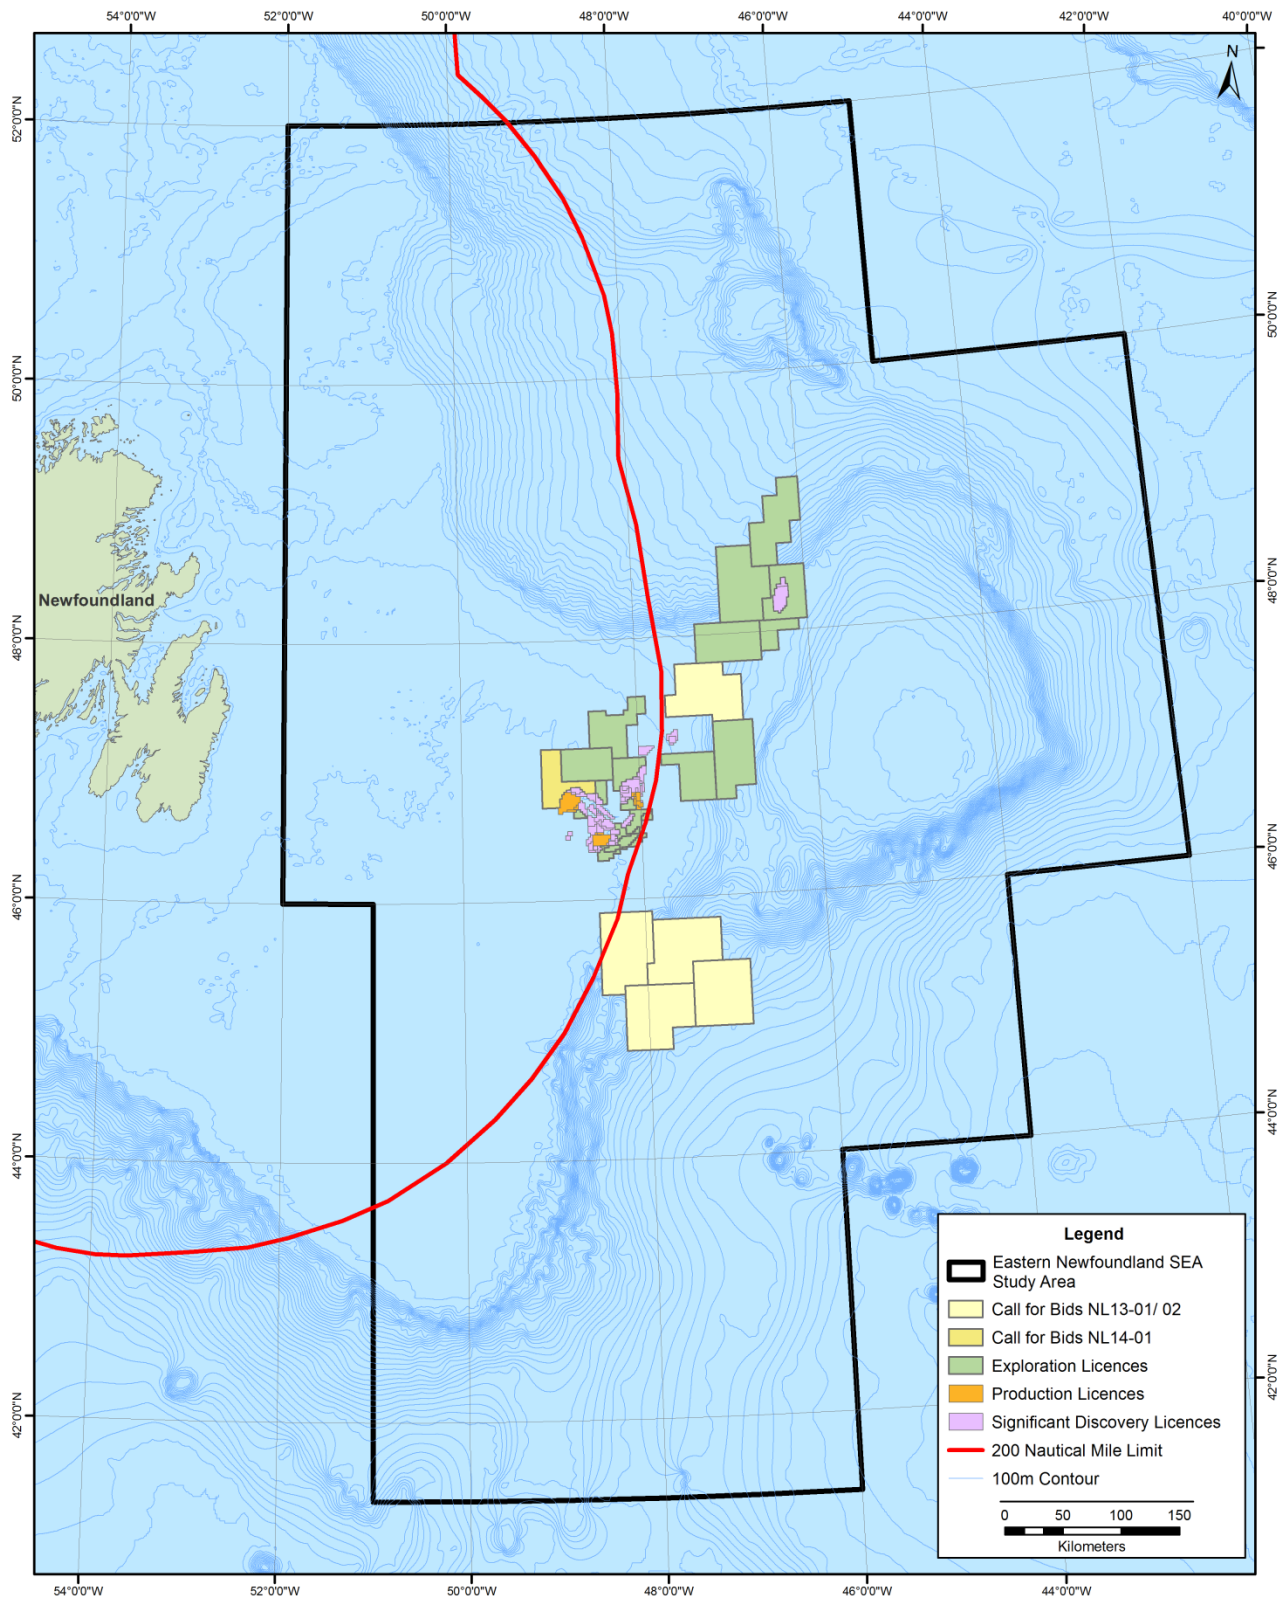 54°0'0"W
52°0'0"W
50°0'0"W
48°0'0"W
46°0'0"W
44°0'0"W
42°0'0"W
40°0'0"W
N
52°0'0"N
50°0'0"N
50°0'0"N
48°0'0"N
Newfoundland
48°0'0"N
46°0'0"N
46°0'0"N
44°0'0"N
44°0'0"N
42°0'0"N
42°0'0"N
Legend
Eastern Newfoundland SEA
Study Area
Call for Bids NL13-01/ 02
Call for Bids NL14-01
Exploration Licences
Production Licences
Significant Discovery Licences
200 Nautical Mile Limit
100m Contour
0 50 100 150
Kilometers
54°0'0"W
52°0'0"W
50°0'0"W
48°0'0"W
46°0'0"W
44°0'0"W